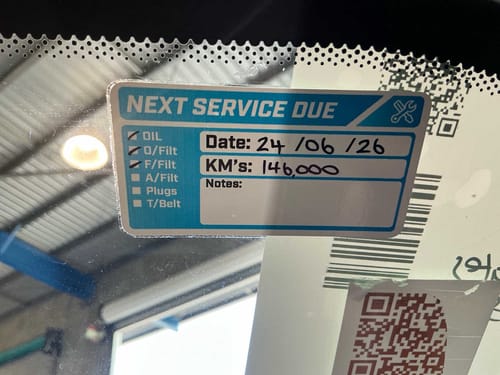 NEXT SERVICE DUE
OIL
O/Filt
F/Filt
A/Filt
Plugs
T/Belt
Date: 24/06/26
KM's: 146,000
Notes: